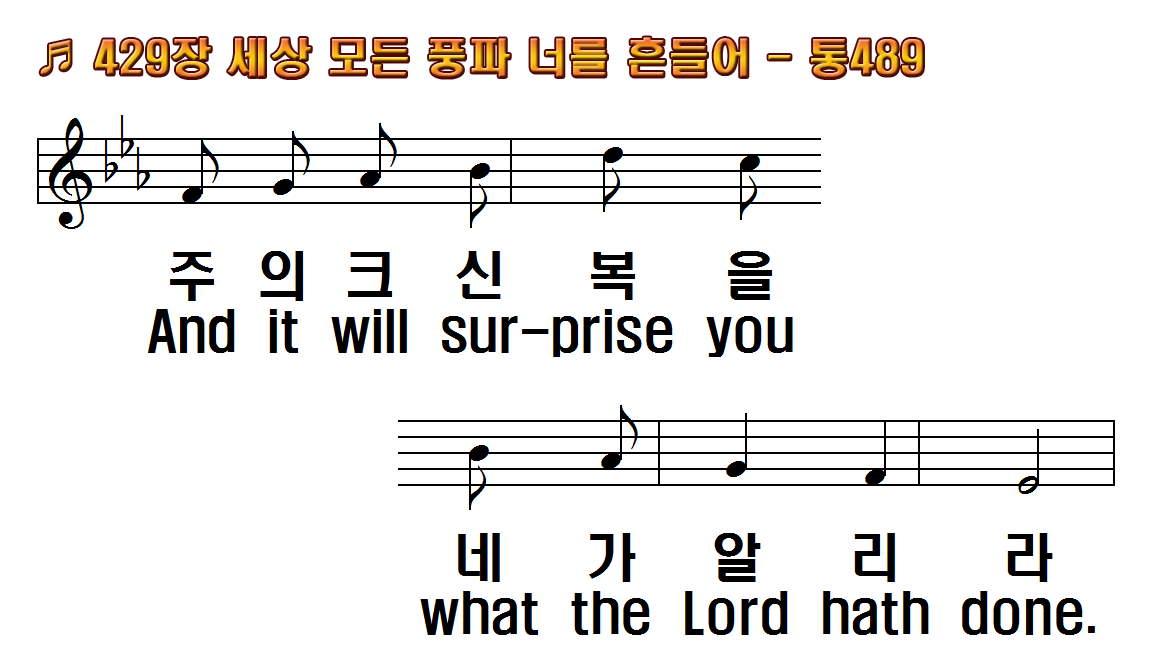 ♬ 429장 세상 모든 풍파 너를 흔들어 - 통489
주 의 크 신 복 을
And it will sur-prise you
네 가 알 리 라
what the Lord hath done.